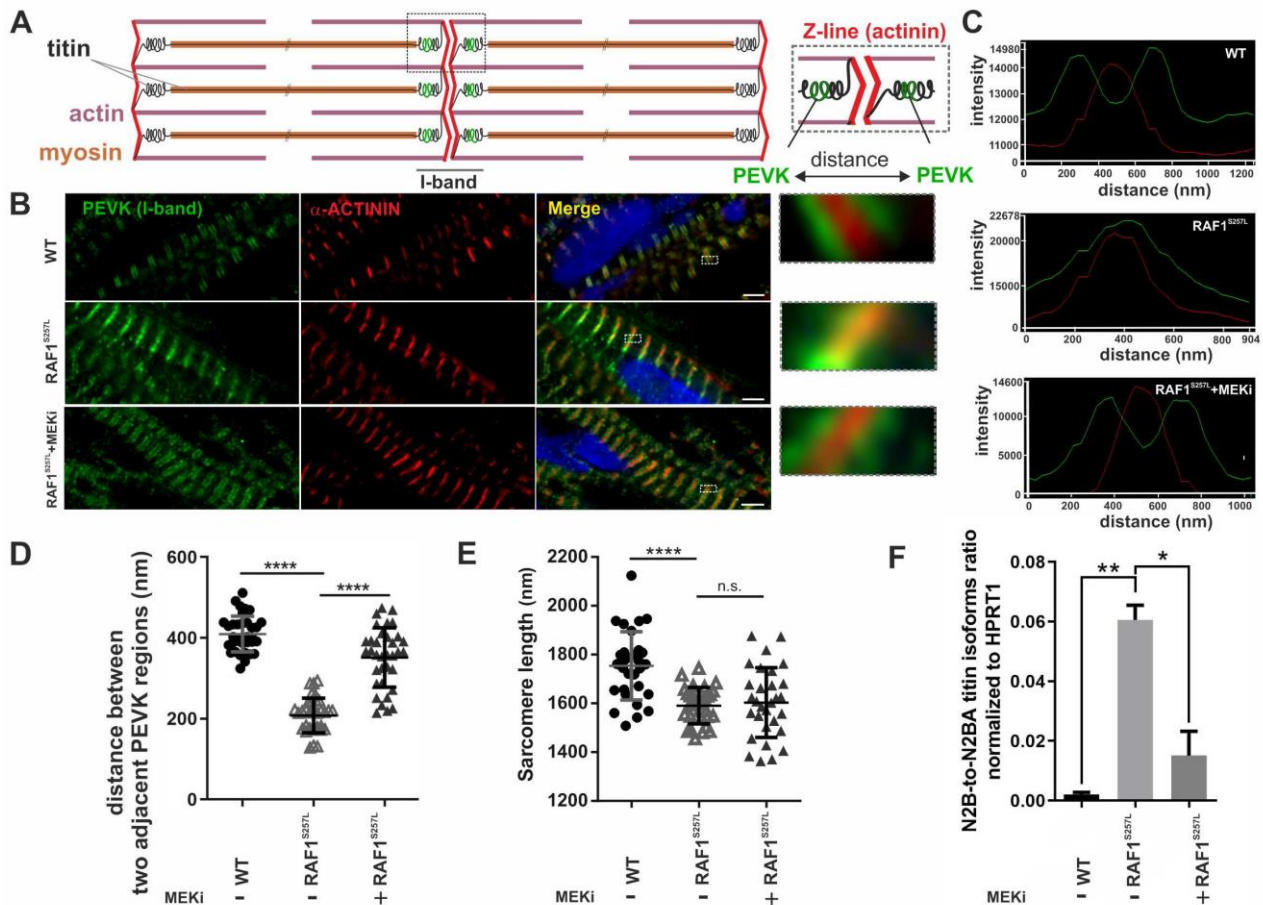 A
titin
actin
myosin
I-band
Z-line (actinin)
PEVK
distance
PEVK
C
WT
intensity
14980
14000
13000
12000
11000
0
0 200 400 600 800 1000 1200
distance (nm)
RAF1S257L
intensity
22678
20000
15000
0
0 200 400 600 800 904
distance (nm)
RAF1S257L+MEKi
intensity
14600
10000
5000
0
0 200 400 600 800 1000
distance (nm)
B
PEVK (I-band)
α-ACTININ
Merge
WT
RAF1S257L
RAF1S257L+MEKi
D
distance between
two adjacent PEVK regions (nm)
600
400
200
0
****
****
WT
RAF1S257L
RAF1S257L
MEKi - - +
E
Sarcomere length (nm)
2200
2000
1800
1600
1400
1200
****
n.s.
WT
RAF1S257L
RAF1S257L
- - +
F
N2B-to-N2BA titin isoforms ratio
normalized to HPRT1
0.08
0.06
0.04
0.02
0.00
**
*
WT
RAF1S257L
RAF1S257L
MEKi - - +